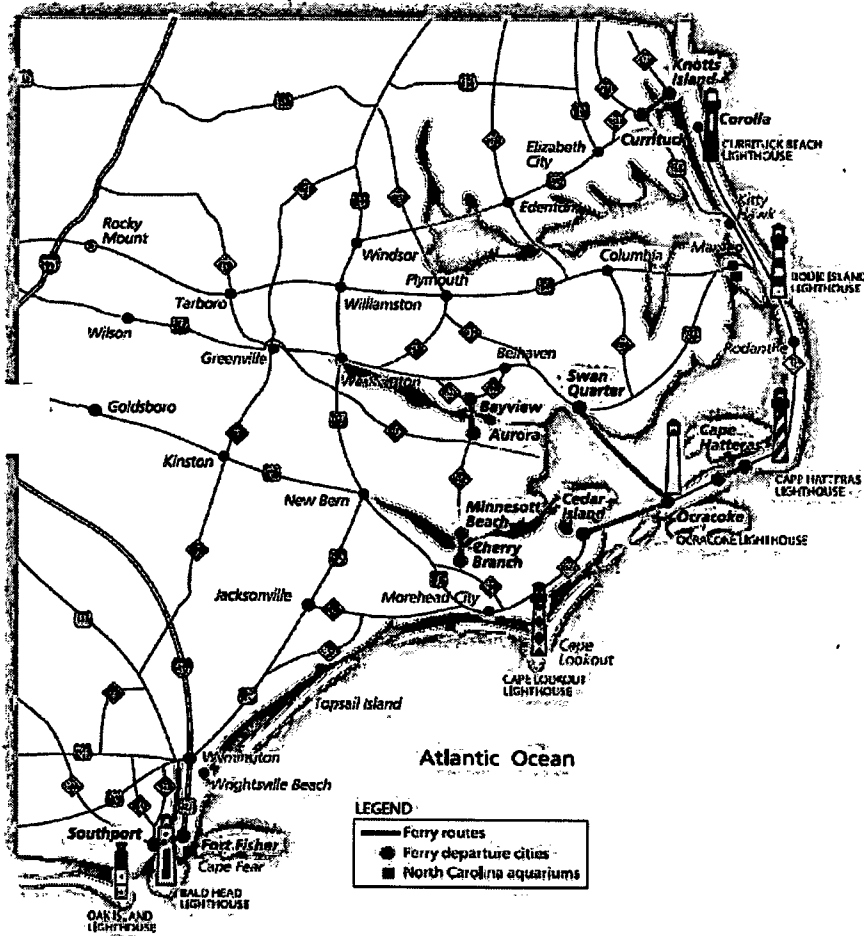 Knotts
Island
Corolla
Currituck
CURRITUCK BEACH
LIGHTHOUSE
Elizabeth
City
Edenton
Kitty
Hawk
Rocky
Mount
Windsor
Columbia
Manteo
Plymouth
BODIE ISLAND
LIGHTHOUSE
Tarboro
Williamston
Wilson
Greenville
Belhaven
Rodanthe
Washington
Swan
Quarter
Goldsboro
Bayview
Aurora
Cape
Hatteras
Kinston
CAPE HATTERAS
LIGHTHOUSE
New Bern
Minnesott
Beach
Cedar
Island
Ocracoke
OCRACOKE LIGHTHOUSE
Cherry
Branch
Jacksonville
Morehead City
Cape
Lookout
CAPE LOOKOUT
LIGHTHOUSE
Topsail Island
Wilmington
Atlantic Ocean
Wrightsville Beach
LEGEND
Ferry routes
Ferry departure cities
North Carolina aquariums
Southport
Fort Fisher
Cape Fear
BALD HEAD
LIGHTHOUSE
OAK ISLAND
LIGHTHOUSE